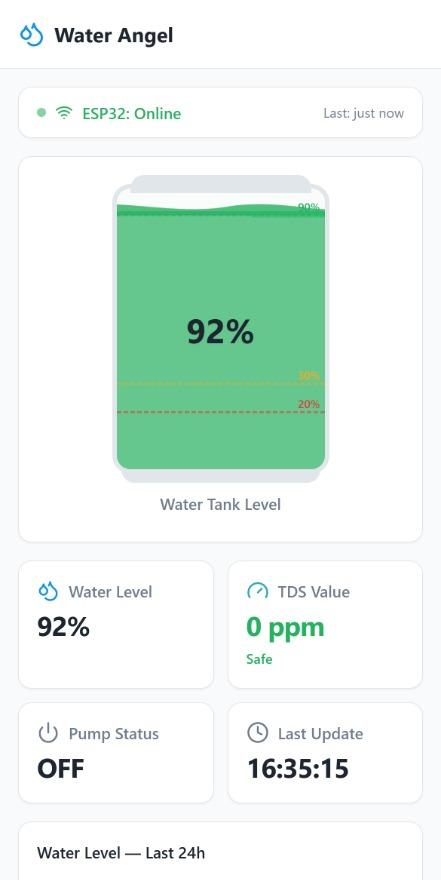 Water Angel
ESP32: Online
Last: just now
90%
92%
30%
20%
Water Tank Level
Water Level
92%
TDS Value
0 ppm
Safe
Pump Status
OFF
Last Update
16:35:15
Water Level — Last 24h